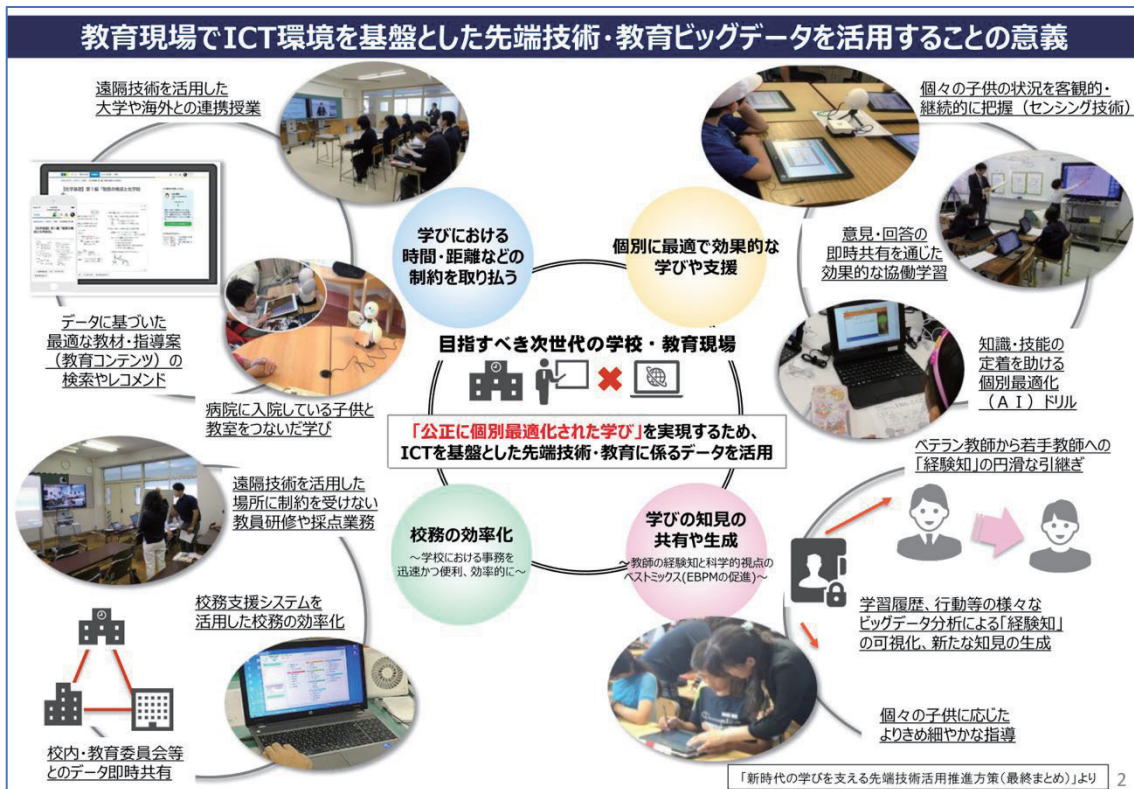 教育現場でICT環境を基盤とした先端技術・教育ビッグデータを活用することの意義
遠隔技術を活用した
大学や海外との連携授業
データに基づいた
最適な教材・指導案
（教育コンテンツ）の
検索やレコメンド
病院に入院している子供と
教室をつないだ学び
学びにおける
時間・距離などの
制約を取り払う
個別に最適で効果的な
学びや支援
個々の子供の状況を客観的・
継続的に把握（センシング技術）
意見・回答の
即時共有を通じた
効果的な協働学習
知識・技能の
定着を助ける
個別最適化
（ＡＩ）ドリル
目指すべき次世代の学校・教育現場
「公正に個別最適化された学び」を実現するため、
ICTを基盤とした先端技術・教育に係るデータを活用
遠隔技術を活用した
場所に制約を受けない
教員研修や採点業務
校務支援システムを
活用した校務の効率化
校内・教育委員会等
とのデータ即時共有
校務の効率化
～学校における事務を
迅速かつ便利、効率的に～
学びの知見の
共有や生成
～教師の経験知と科学的視点の
ベストミックス(EBPMの促進)～
ベテラン教師から若手教師への
「経験知」の円滑な引継ぎ
学習履歴、行動等の様々な
ビッグデータ分析による「経験知」
の可視化、新たな知見の生成
個々の子供に応じた
よりきめ細やかな指導
「新時代の学びを支える先端技術活用推進方策（最終まとめ）」より
2